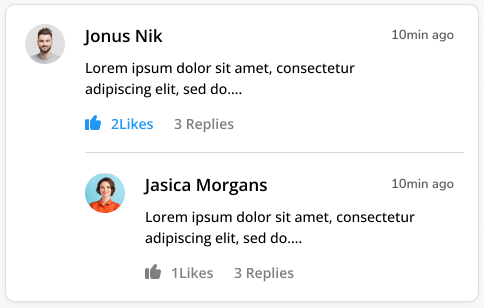 Jonus Nik 10min ago
Lorem ipsum dolor sit amet, consectetur
adipiscing elit, sed do....
2Likes 3 Replies
Jasica Morgans 10min ago
Lorem ipsum dolor sit amet, consectetur
adipiscing elit, sed do....
1Likes 3 Replies